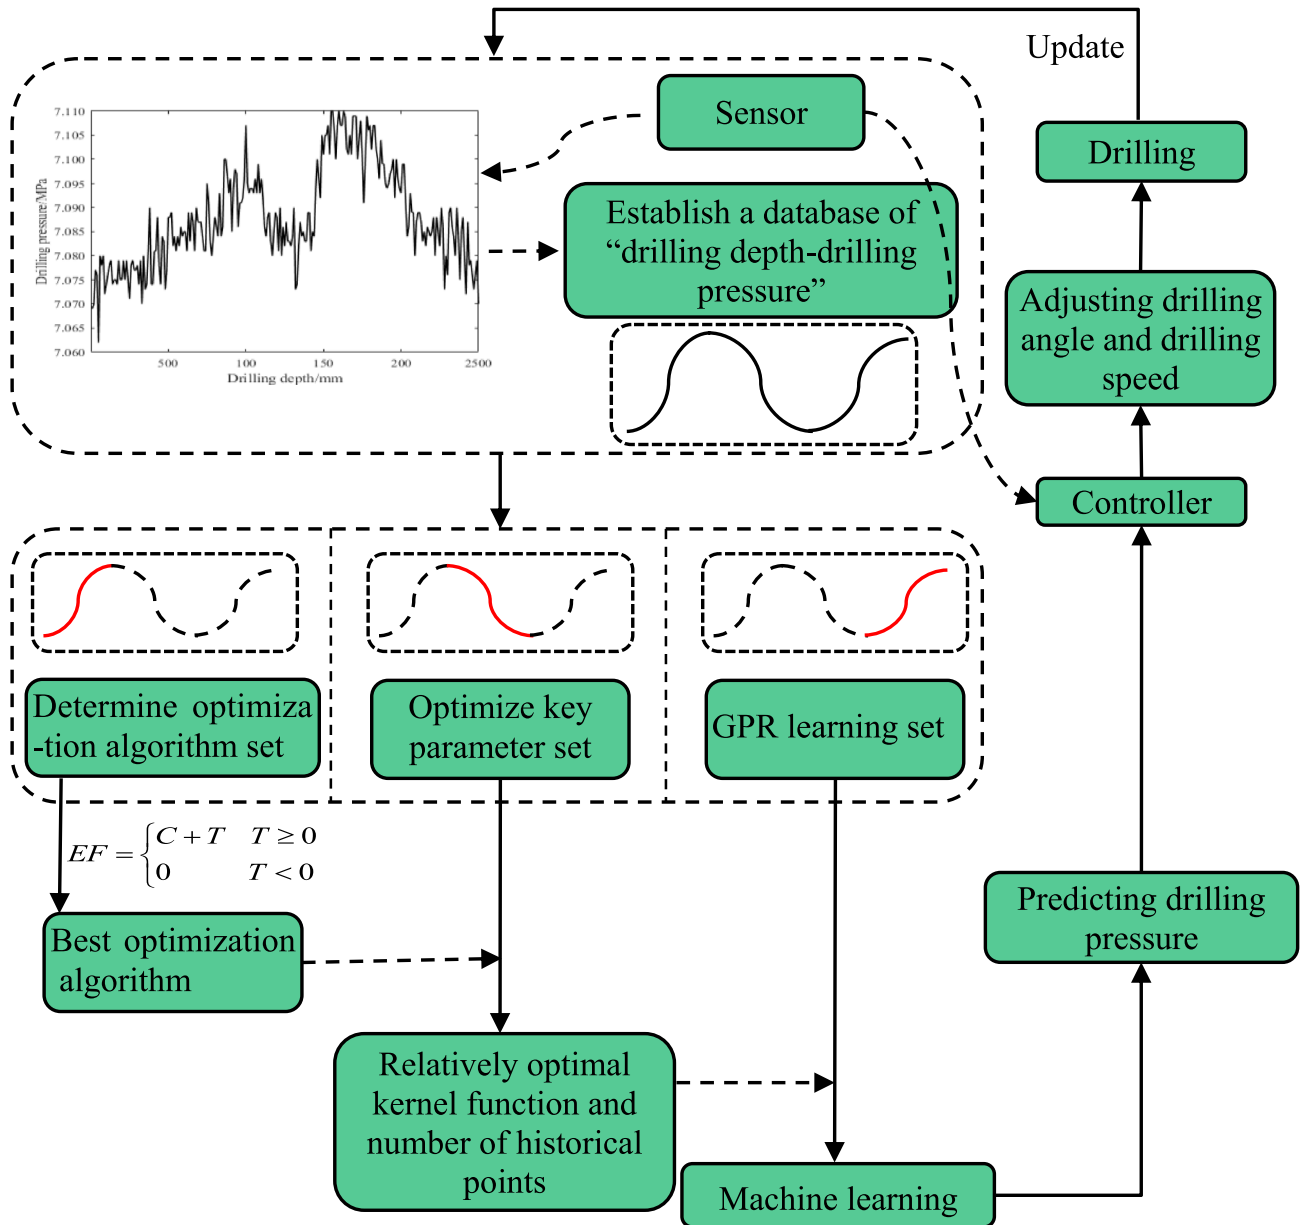 Update
Sensor
Drilling
7.110
7.105
7.100
7.095
7.090
7.085
7.080
7.075
7.070
7.065
7.060
Drilling pressure/MPa
500
100
150
200
2500
Drilling depth/mm
Establish a database of
“drilling depth-drilling
pressure”
Adjusting drilling
angle and drilling
speed
Controller
Determine optimiza
-tion algorithm set
Optimize key
parameter set
GPR learning set
EF = { C + T T ≥ 0
0 T < 0
Best optimization
algorithm
Predicting drilling
pressure
Relatively optimal
kernel function and
number of historical
points
Machine learning